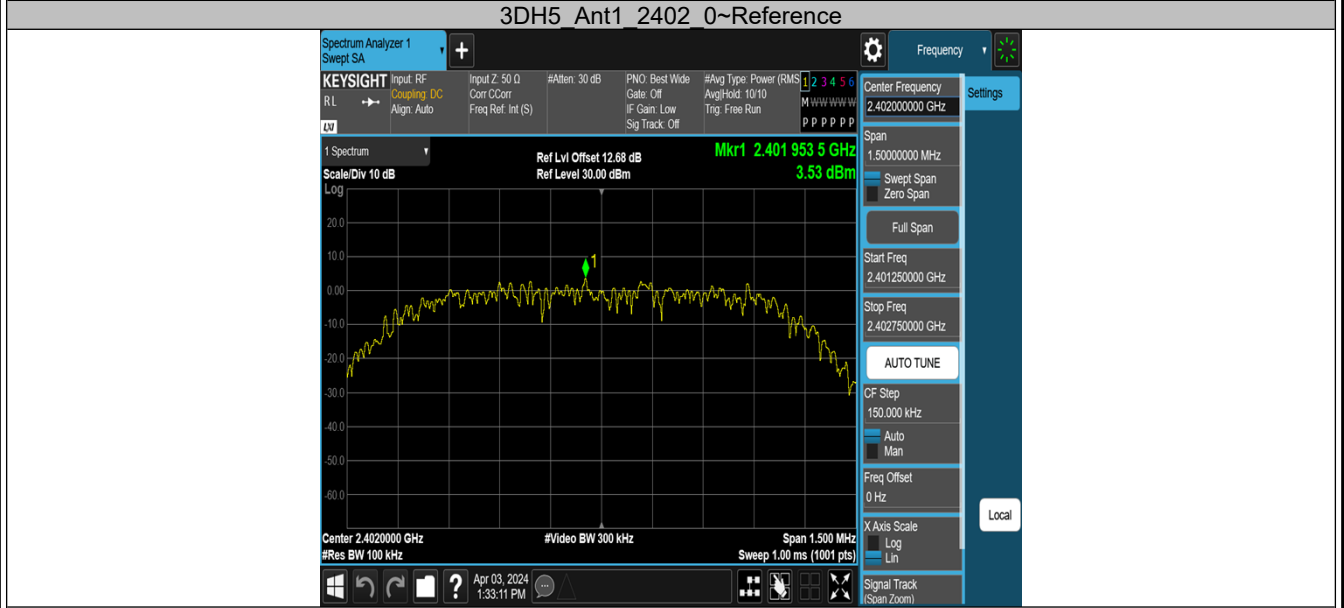 3DH5_Ant1_2402_0~Reference
Spectrum Analyzer 1
Swept SA
+
Frequency
KEYSIGHT
RL
LXI
Input: RF
Coupling: DC
Align: Auto
Input Z: 50 Ω
Corr CCorr
Freq Ref: Int (S)
#Atten: 30 dB
PNO: Best Wide
Gate: Off
IF Gain: Low
Sig Track: Off
#Avg Type: Power (RMS
Avg|Hold: 10/10
Trig: Free Run
1 2 3 4 5 6
M W W W W W
P P P P P P
1 Spectrum
Scale/Div 10 dB
Ref Lvl Offset 12.68 dB
Ref Level 30.00 dBm
Mkr1 2.401 953 5 GHz
3.53 dBm
Log
20.0
10.0
0.00
-10.0
-20.0
-30.0
-40.0
-50.0
-60.0
1
Center 2.4020000 GHz
#Res BW 100 kHz
#Video BW 300 kHz
Span 1.500 MHz
Sweep 1.00 ms (1001 pts)
Center Frequency
2.402000000 GHz
Settings
Span
1.50000000 MHz
Swept Span
Zero Span
Full Span
Start Freq
2.401250000 GHz
Stop Freq
2.402750000 GHz
AUTO TUNE
CF Step
150.000 kHz
Auto
Man
Freq Offset
0 Hz
X Axis Scale
Log
Lin
Signal Track
(Span Zoom)
Local
?
Apr 03, 2024
1:33:11 PM